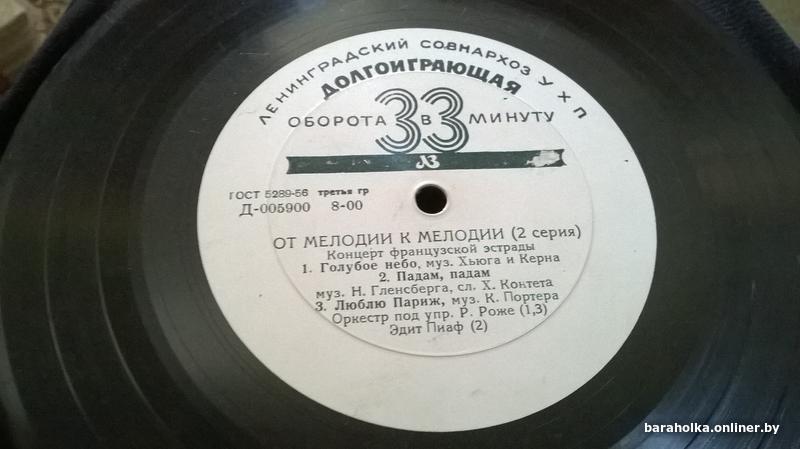 ЛЕНИНГРАДСКИЙ СОВНАРХОЗ УХП
ДОЛГОИГРАЮЩАЯ
ОБОРОТА 33 В МИНУТУ
ЛЗ
ГОСТ 5289-56 третья гр
Д-005900 8-00
ОТ МЕЛОДИИ К МЕЛОДИИ (2 серия)
Концерт французской эстрады
1. Голубое небо, муз. Хьюга и Керна
2. Падам, падам
муз. Н. Гленсберга, сл. Х. Контета
3. Люблю Париж, муз. К. Портера
Оркестр под упр. Р. Роже (1,3)
Эдит Пиаф (2)
baraholka.onliner.by